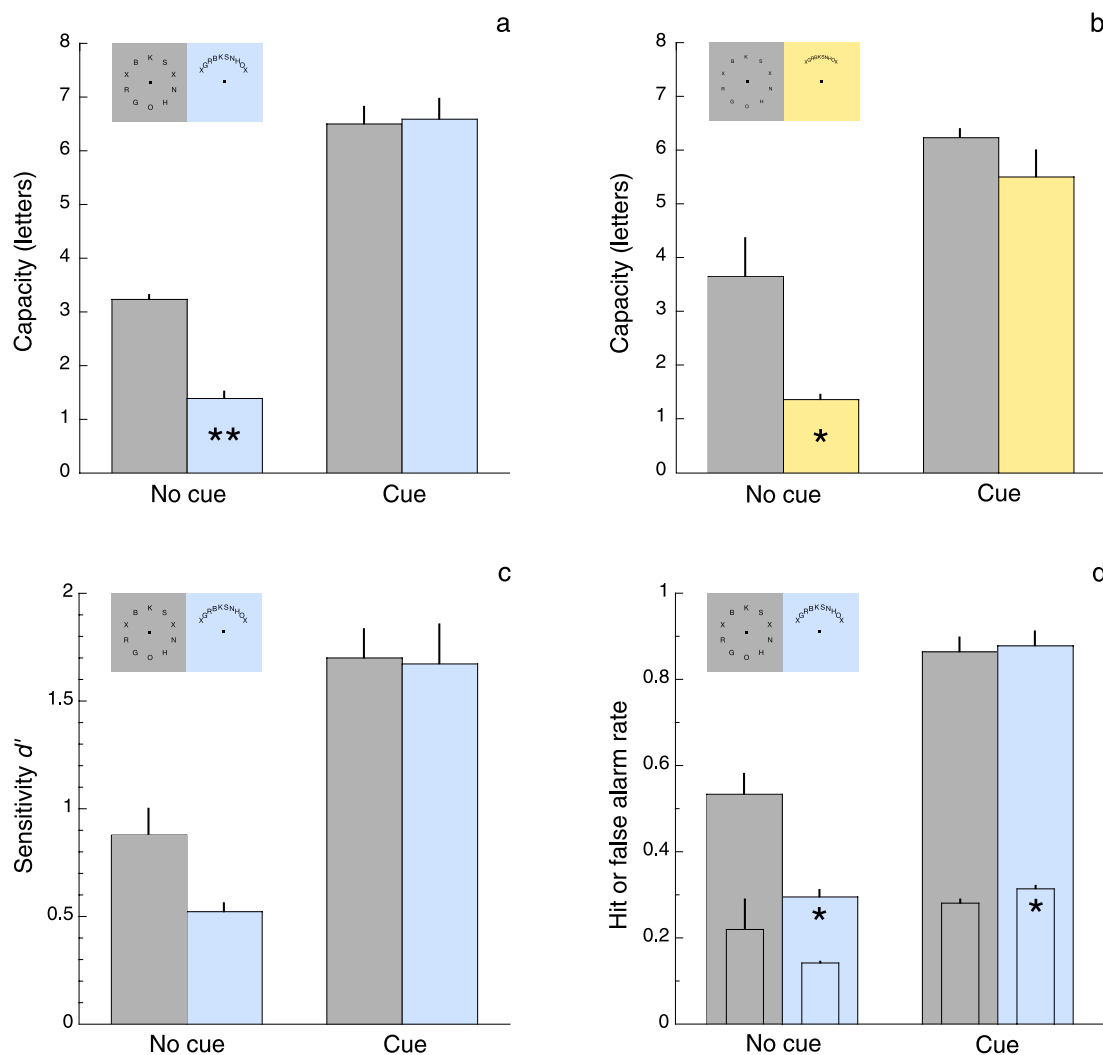 a
8
7
6
5
4
3
2
1
0
Capacity (letters)
B K S
X X
R N
G O H
XGRBKSNHOX
**
No cue
Cue
b
8
7
6
5
4
3
2
1
0
Capacity (letters)
B K S
X X
R N
G O H
XGRBKSNHOX
*
No cue
Cue
c
2
1.5
1
0.5
0
Sensitivity d'
B K S
X X
R N
G O H
XGRBKSNHOX
No cue
Cue
d
1
0.8
0.6
0.4
0.2
0
Hit or false alarm rate
B K S
X X
R N
G O H
XGRBKSNHOX
*
*
No cue
Cue